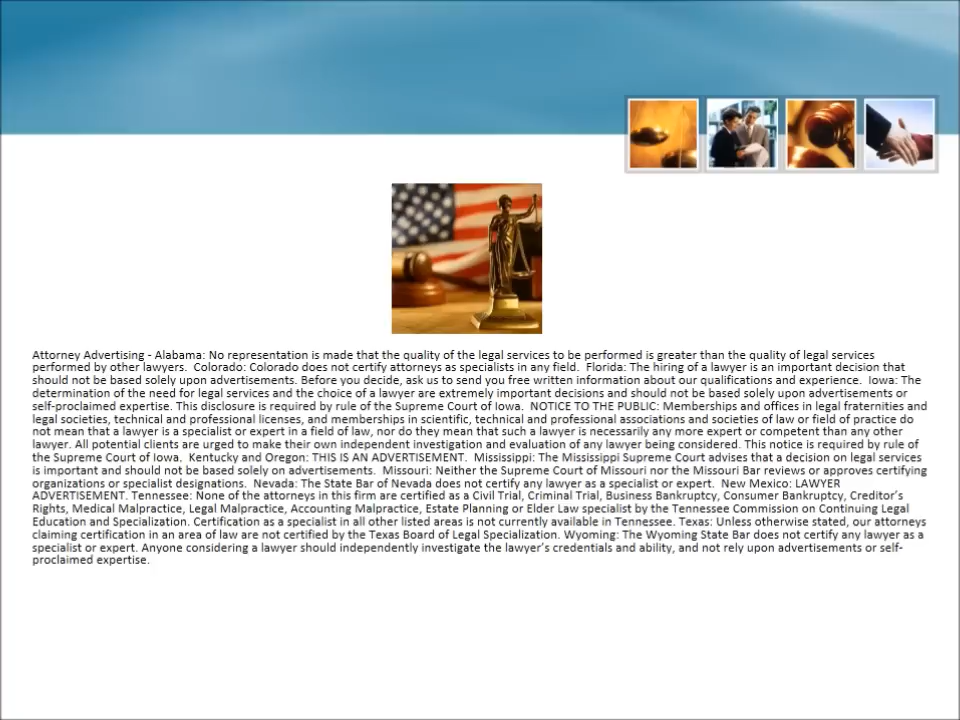 Attorney Advertising - Alabama: No representation is made that the quality of the legal services to be performed is greater than the quality of legal services
performed by other lawyers.  Colorado: Colorado does not certify attorneys as specialists in any field.  Florida: The hiring of a lawyer is an important decision that
should not be based solely upon advertisements. Before you decide, ask us to send you free written information about our qualifications and experience.  Iowa: The
determination of the need for legal services and the choice of a lawyer are extremely important decisions and should not be based solely upon advertisements or
self-proclaimed expertise. This disclosure is required by rule of the Supreme Court of Iowa.  NOTICE TO THE PUBLIC: Memberships and offices in legal fraternities and
legal societies, technical and professional licenses, and memberships in scientific, technical and professional associations and societies of law or field of practice do
not mean that a lawyer is a specialist or expert in a field of law, nor do they mean that such a lawyer is necessarily any more expert or competent than any other
lawyer. All potential clients are urged to make their own independent investigation and evaluation of any lawyer being considered. This notice is required by rule of
the Supreme Court of Iowa.  Kentucky and Oregon: THIS IS AN ADVERTISEMENT.  Mississippi: The Mississippi Supreme Court advises that a decision on legal services
is important and should not be based solely on advertisements.  Missouri: Neither the Supreme Court of Missouri nor the Missouri Bar reviews or approves certifying
organizations or specialist designations.  Nevada: The State Bar of Nevada does not certify any lawyer as a specialist or expert.  New Mexico: LAWYER
ADVERTISEMENT. Tennessee: None of the attorneys in this firm are certified as a Civil Trial, Criminal Trial, Business Bankruptcy, Consumer Bankruptcy, Creditor’s
Rights, Medical Malpractice, Legal Malpractice, Accounting Malpractice, Estate Planning or Elder Law specialist by the Tennessee Commission on Continuing Legal
Education and Specialization. Certification as a specialist in all other listed areas is not currently available in Tennessee. Texas: Unless otherwise stated, our attorneys
claiming certification in an area of law are not certified by the Texas Board of Legal Specialization. Wyoming: The Wyoming State Bar does not certify any lawyer as a
specialist or expert. Anyone considering a lawyer should independently investigate the lawyer’s credentials and ability, and not rely upon advertisements or self-
proclaimed expertise.